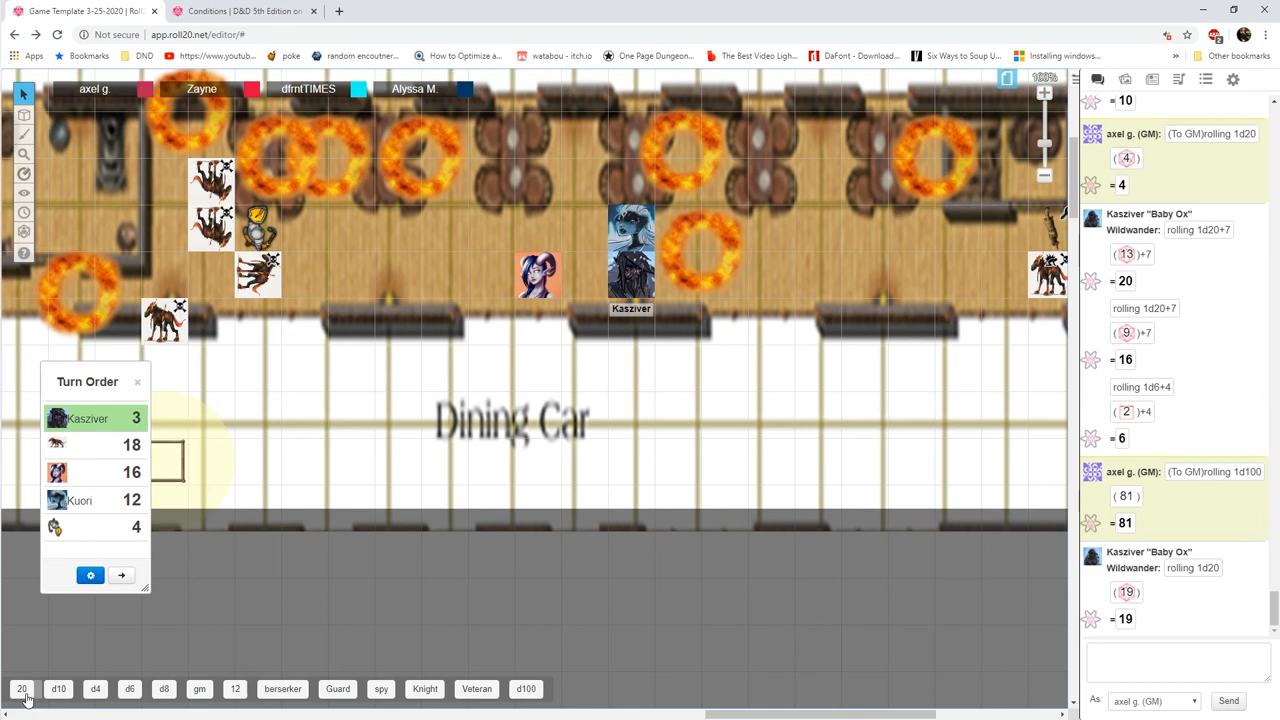 Game Template 3-25-2020 | Roll2
Conditions | D&D 5th Edition on
Not secure | app.roll20.net/editor/#
Apps
Bookmarks
DND
https://www.youtub...
poke
random encoutner...
How to Optimize a...
watabou - itch.io
One Page Dungeon...
The Best Video Ligh...
DaFont - Download...
Six Ways to Soup U...
Installing windows...
»
Other bookmarks
axel g.
Zayne
dfrntTIMES
Alyssa M.
100%
Kasziver
Dining Car
Turn Order
Kasziver 3
18
16
Kuori 12
4
20
d10
d4
d6
d8
gm
12
berserker
Guard
spy
Knight
Veteran
d100
= 10
axel g. (GM): (To GM)rolling 1d20
(4)
= 4
Kasziver "Baby Ox"
Wildwander: rolling 1d20+7
(13)+7
= 20
rolling 1d20+7
(9)+7
= 16
rolling 1d6+4
(2)+4
= 6
axel g. (GM): (To GM)rolling 1d100
(81)
= 81
Kasziver "Baby Ox"
Wildwander: rolling 1d20
(19)
= 19
As: axel g. (GM)
Send